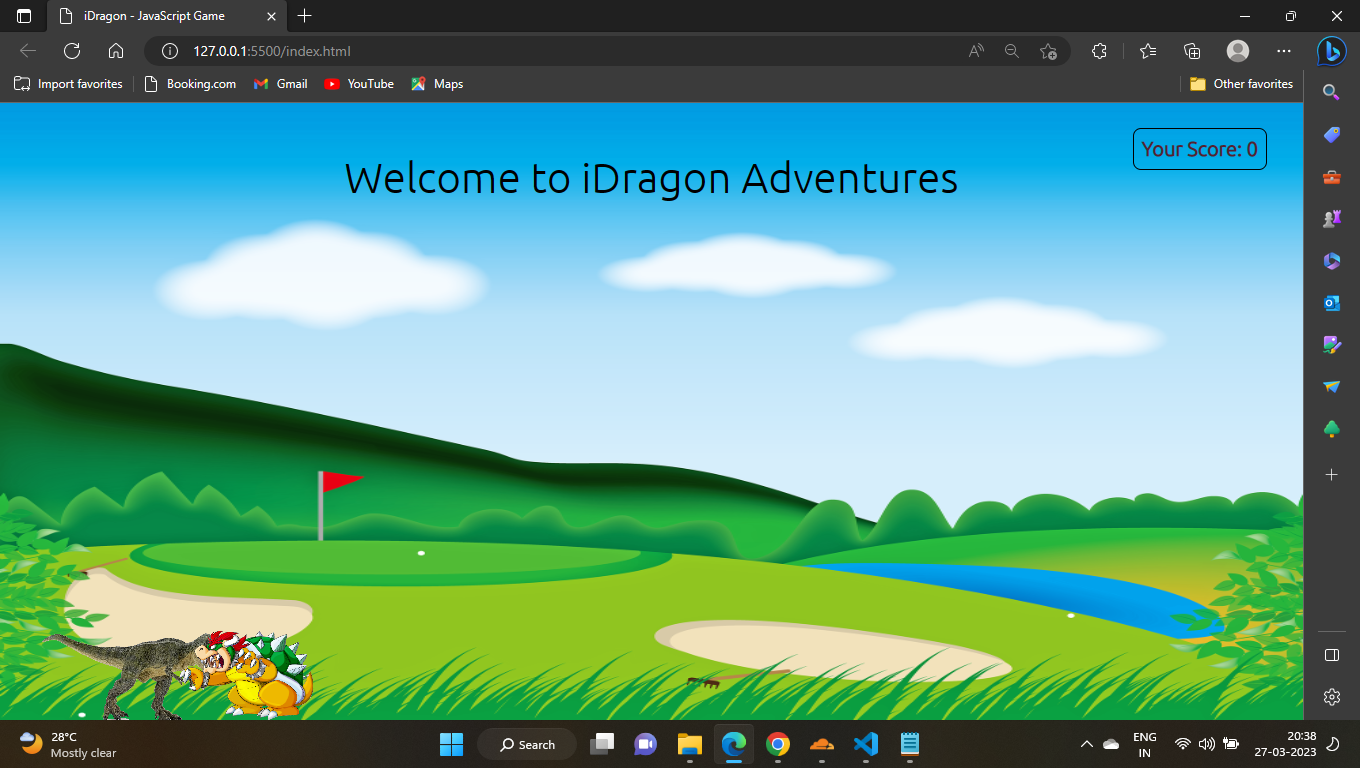 iDragon - JavaScript Game
127.0.0.1:5500/index.html
Import favorites
Booking.com
Gmail
YouTube
Maps
Other favorites
Your Score: 0
Welcome to iDragon Adventures
28°C
Mostly clear
Search
ENG
IN
20:38
27-03-2023